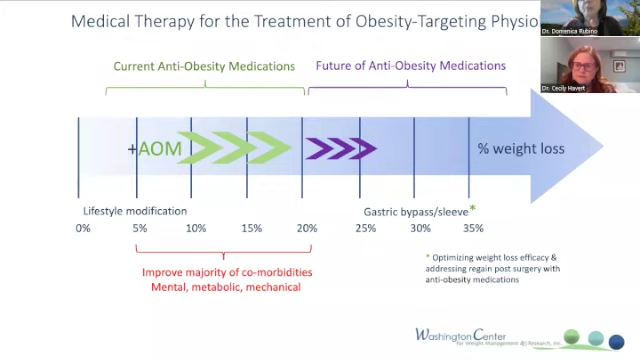 Medical Therapy for the Treatment of Obesity-Targeting Physio
Dr. Domenica Rubino
Dr. Cecily Havert
Current Anti-Obesity Medications
Future of Anti-Obesity Medications
+AOM
% weight loss
Lifestyle modification
Gastric bypass/sleeve*
0% 5% 10% 15% 20% 25% 30% 35%
Improve majority of co-morbidities
Mental, metabolic, mechanical
* Optimizing weight loss efficacy &
addressing regain post surgery with
anti-obesity medications
Washington Center
for Weight Management & Research, Inc.